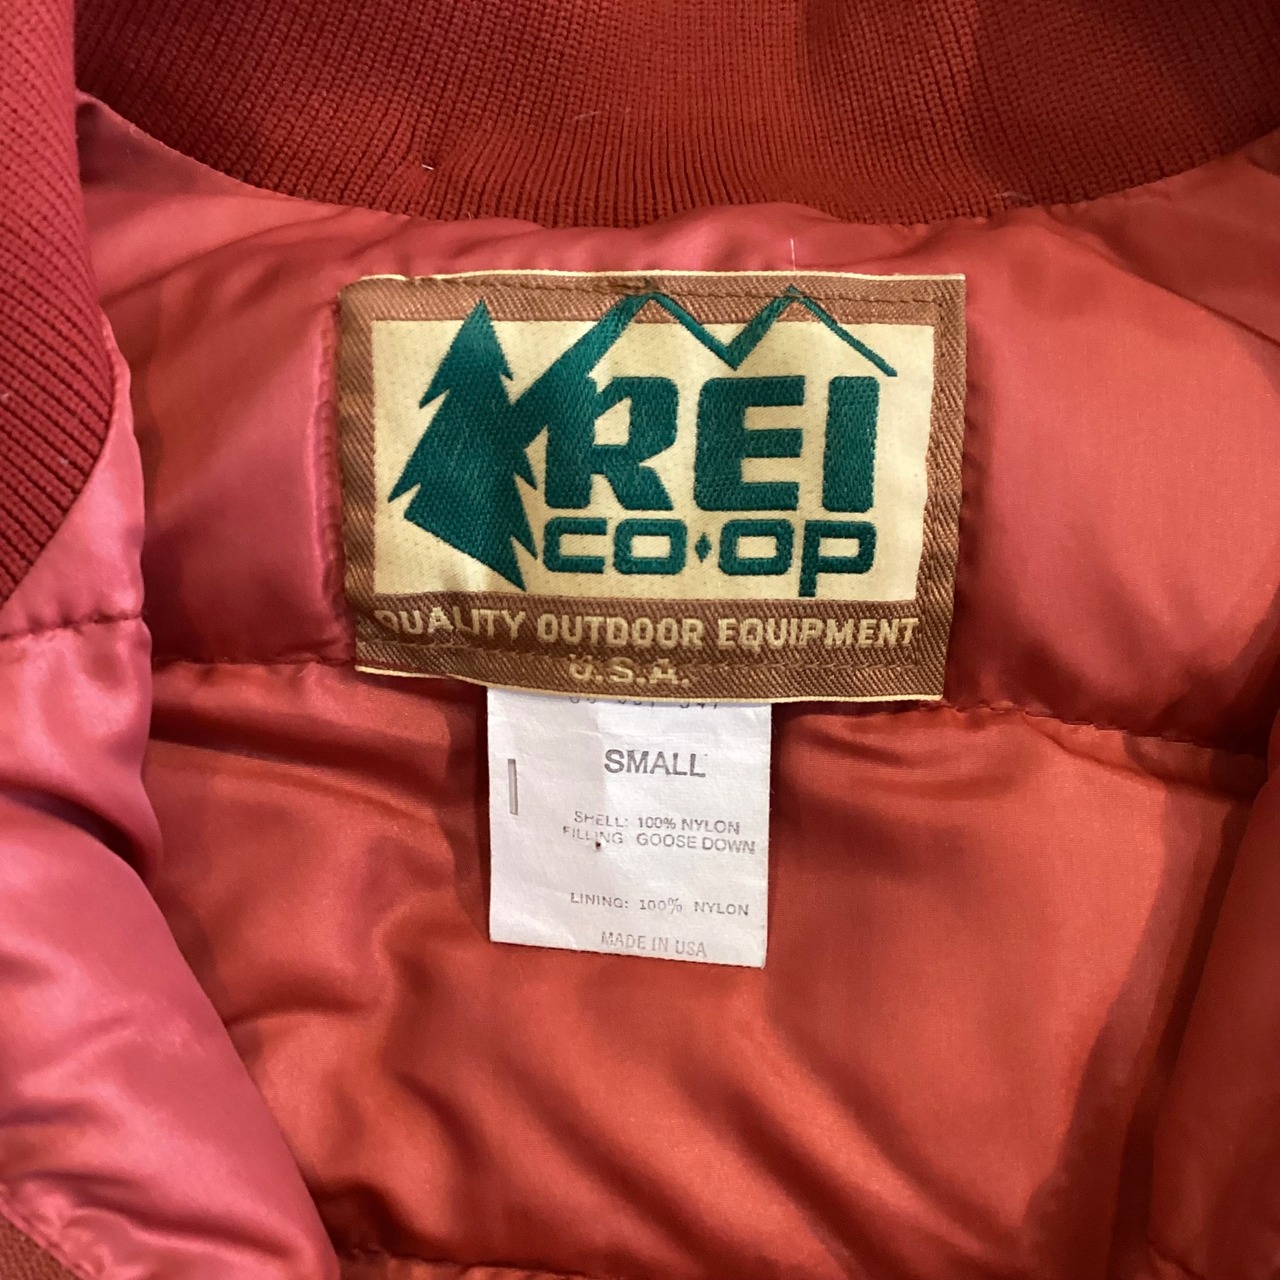 REI
CO·OP
QUALITY OUTDOOR EQUIPMENT
U.S.A.
SMALL
SHELL: 100% NYLON
FILLING GOOSE DOWN
LINING: 100% NYLON
MADE IN USA